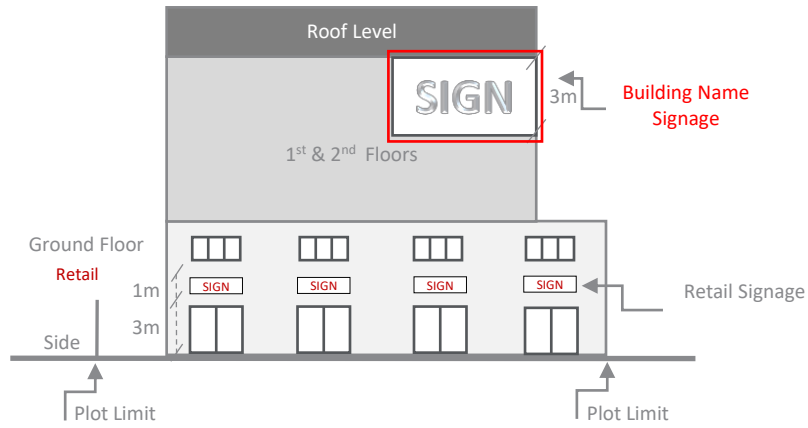 Roof Level
SIGN
3m
Building Name
Signage
1st & 2nd Floors
Ground Floor
Retail
1m
SIGN SIGN SIGN SIGN
Retail Signage
3m
Side
Plot Limit
Plot Limit